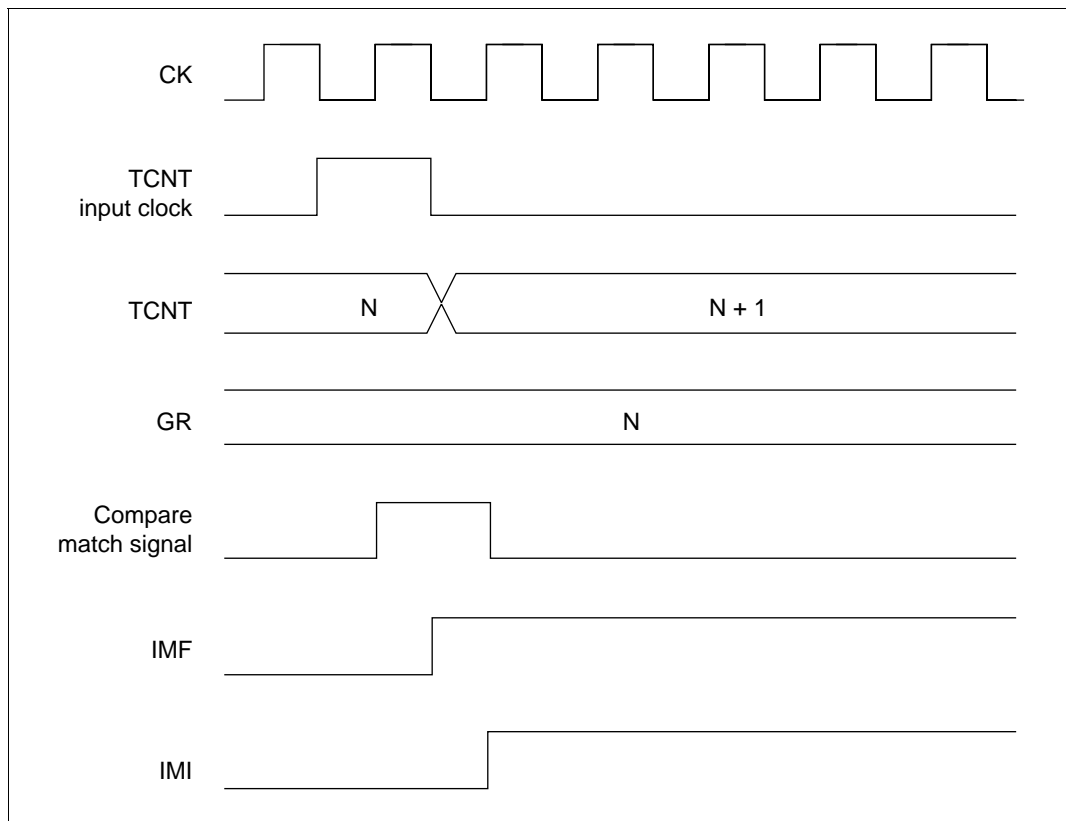 CK
TCNT
input clock
TCNT
N
N + 1
GR
N
Compare
match signal
IMF
IMI